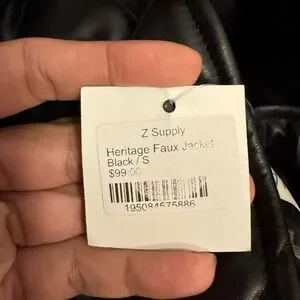 Z Supply
Heritage Faux Jacket
Black / S
$99.00
195084575886